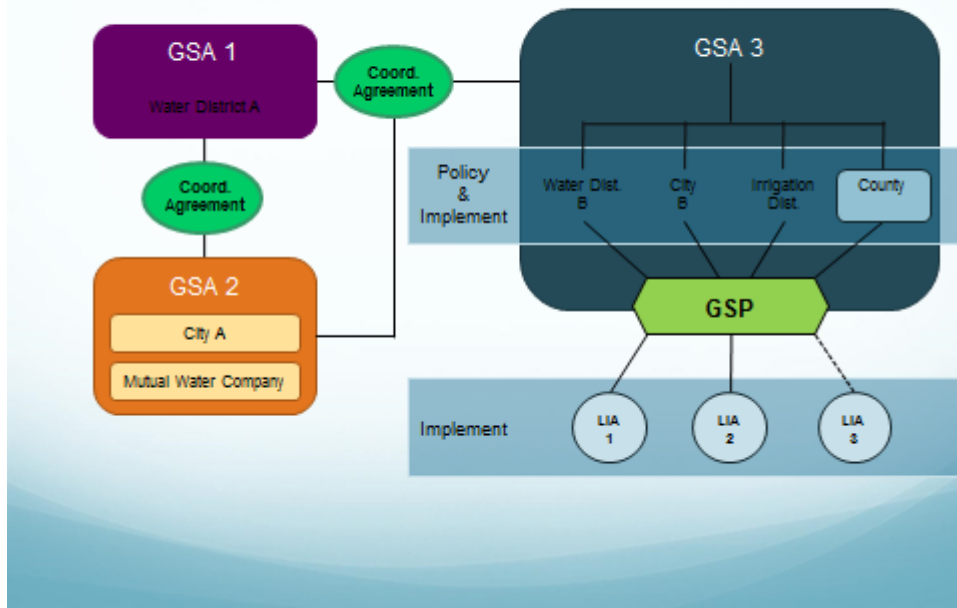 GSA 1
Water District A
Coord.
Agreement
GSA 3
Coord.
Agreement
Policy
&
Implement
Water Dist.
B
City
B
Irrigation
Dist.
County
GSA 2
City A
Mutual Water Company
GSP
Implement
LIA
1
LIA
2
LIA
3